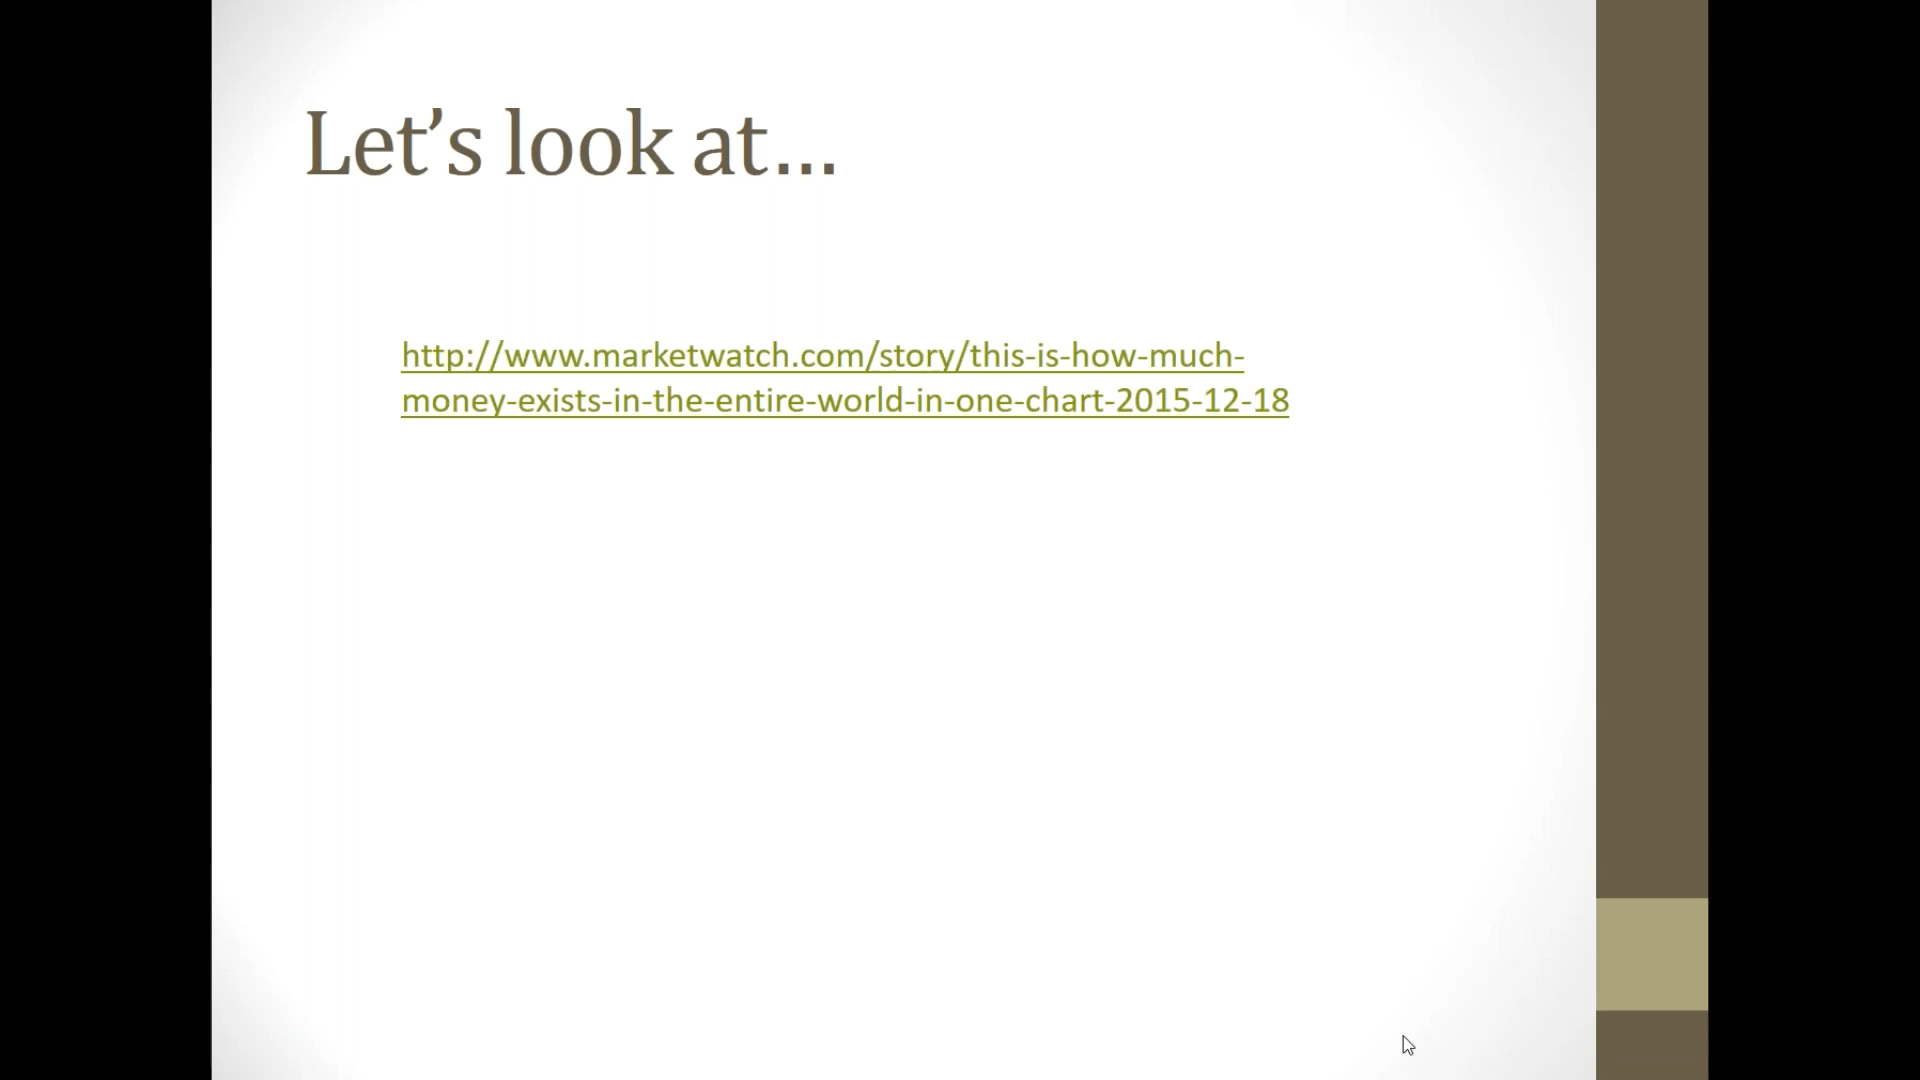 Let’s look at…
http://www.marketwatch.com/story/this-is-how-much-
money-exists-in-the-entire-world-in-one-chart-2015-12-18